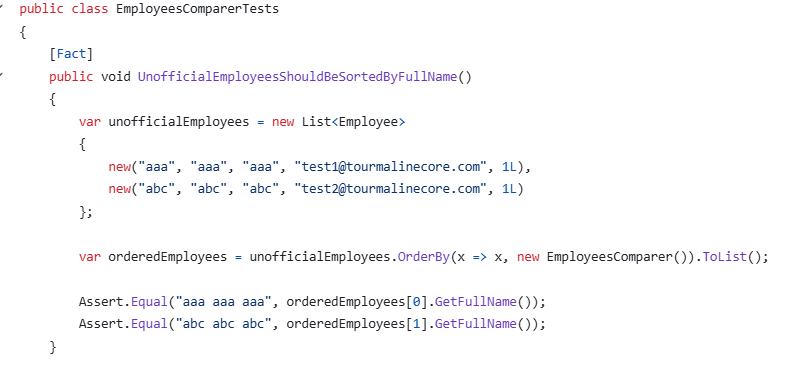 public class EmployeesComparerTests
{
    [Fact]
    public void UnofficialEmployeesShouldBeSortedByFullName()
    {
        var unofficialEmployees = new List<Employee>
        {
            new("aaa", "aaa", "aaa", "test1@tourmalinecore.com", 1L),
            new("abc", "abc", "abc", "test2@tourmalinecore.com", 1L)
        };

        var orderedEmployees = unofficialEmployees.OrderBy(x => x, new EmployeesComparer()).ToList();

        Assert.Equal("aaa aaa aaa", orderedEmployees[0].GetFullName());
        Assert.Equal("abc abc abc", orderedEmployees[1].GetFullName());
    }